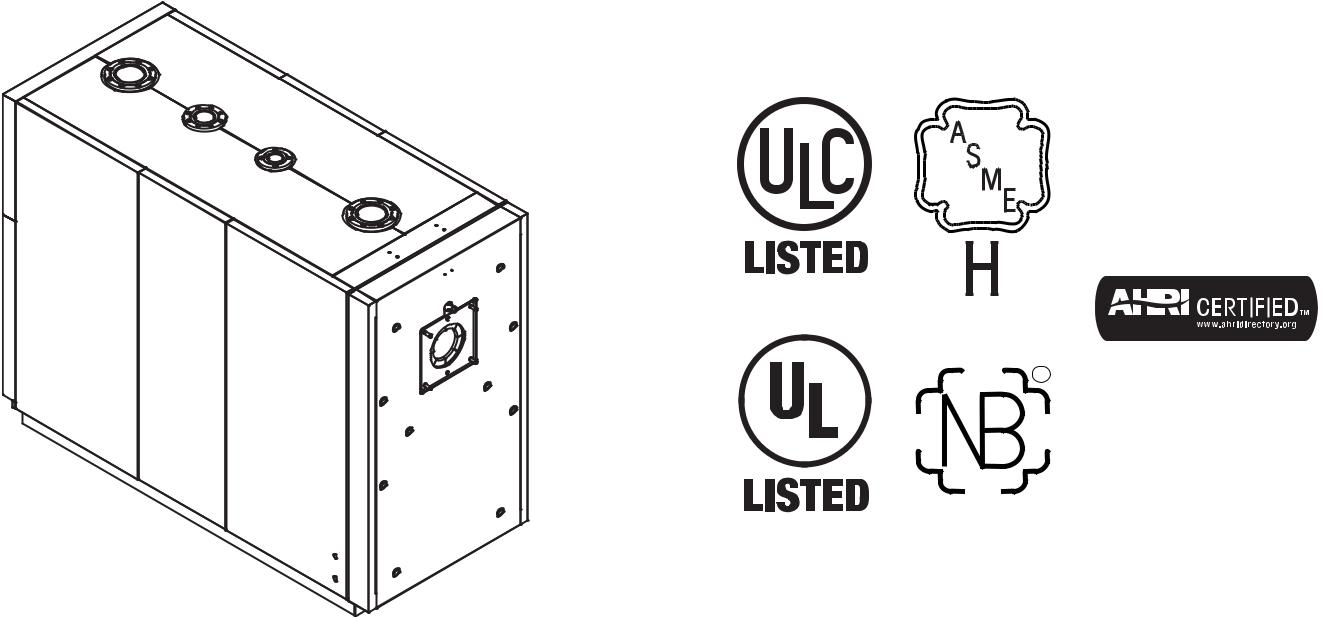 ULC
LISTED
ASME
H
UL
LISTED
NB
AHRI CERTIFIED™
www.ahridirectory.org